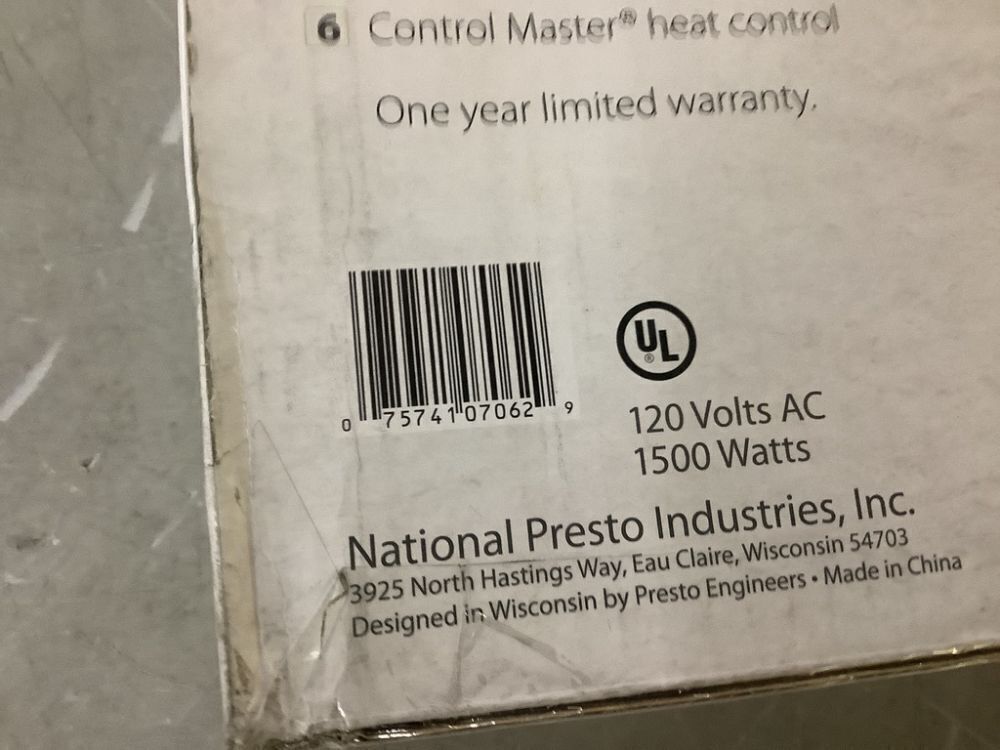 6 Control Master® heat control
One year limited warranty.
0 75741 07062 9
UL ®
120 Volts AC
1500 Watts
National Presto Industries, Inc.
3925 North Hastings Way, Eau Claire, Wisconsin 54703
Designed in Wisconsin by Presto Engineers • Made in China